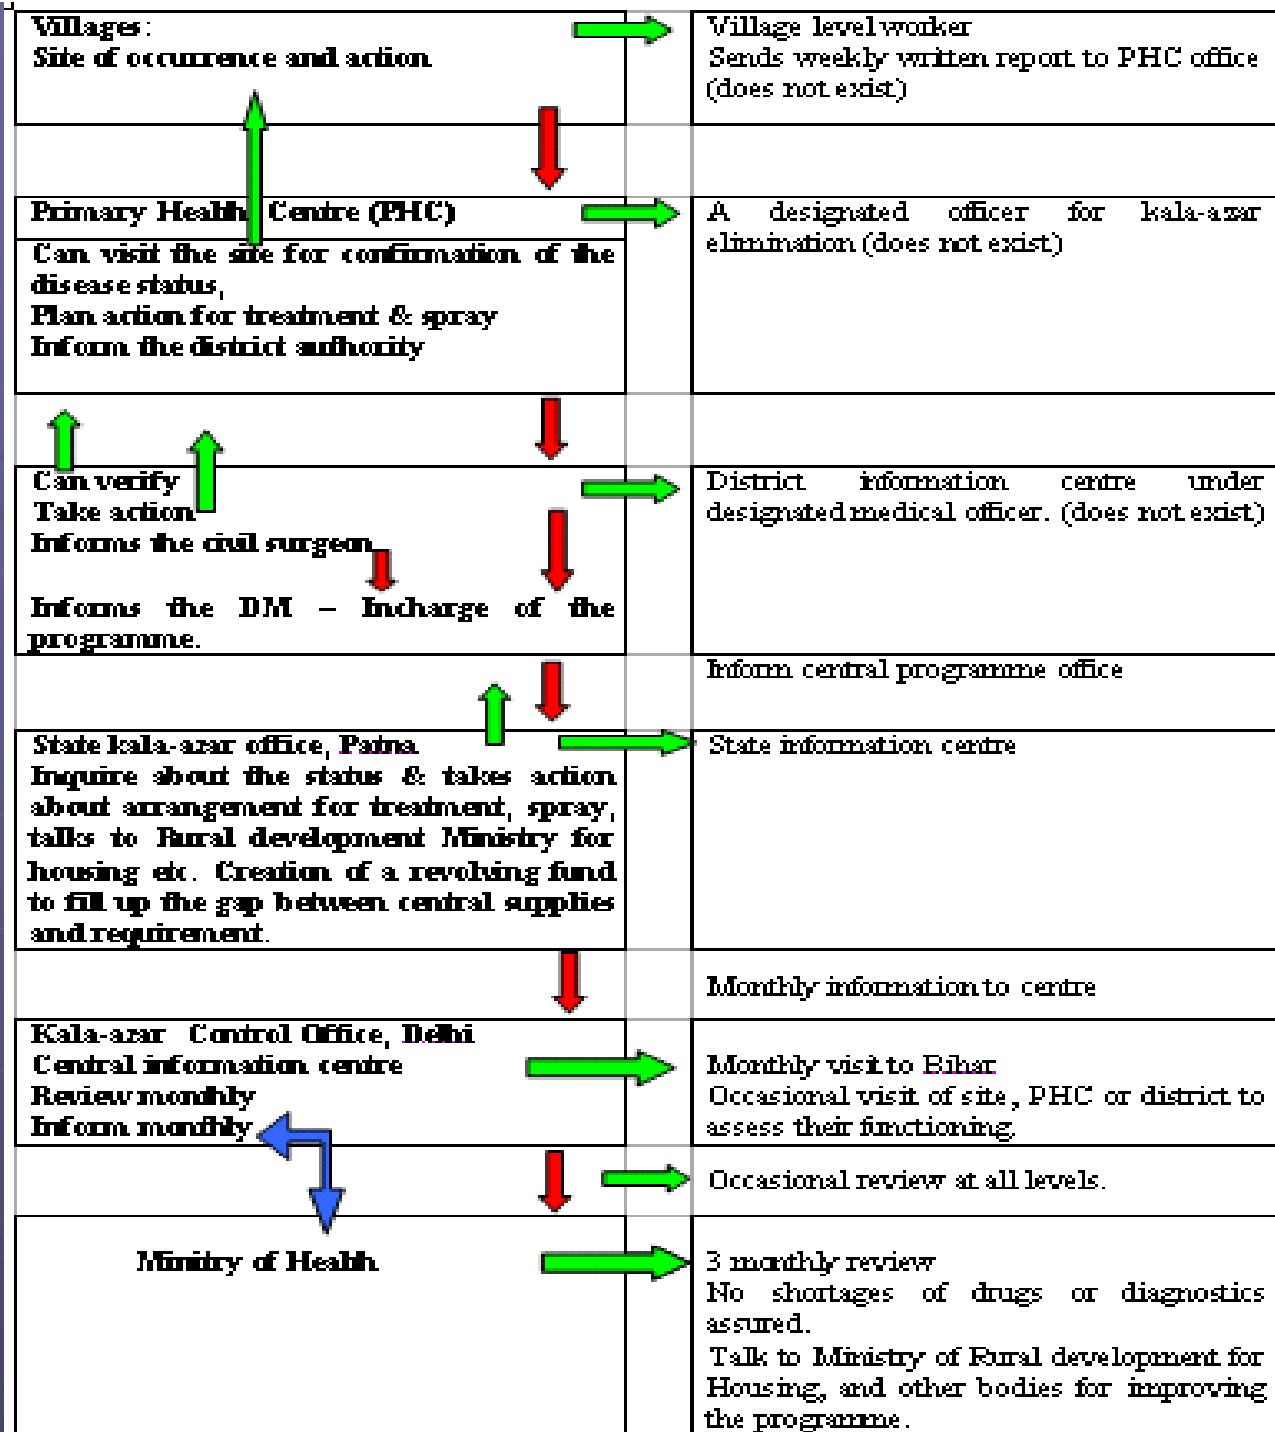 Villages:
Site of occurrence and action
Village level worker
Sends weekly written report to PHC office
(does not exist)
Primary Health Centre (PHC)
A designated officer for kala-azar
elimination (does not exist)
Can visit the site for confirmation of the
disease status,
Plan action for treatment & spray
Inform the district authority
Can verify
Take action
Informs the civil surgeon
Informs the DM – Incharge of the
programme.
District information centre under
designated medical officer. (does not exist)
Inform central programme office
State kala-azar office, Patna
Inquire about the status & takes action
about arrangement for treatment, spray,
talks to Rural development Ministry for
housing etc. Creation of a revolving fund
to fill up the gap between central supplies
and requirement.
State information centre
Monthly information to centre
Kala-azar Control Office, Delhi
Central information centre
Review monthly
Inform monthly
Monthly visit to Bihar
Occasional visit of site, PHC or district to
assess their functioning.
Occasional review at all levels.
Minitry of Health
3 monthly review
No shortages of drugs or diagnostics
assured.
Talk to Ministry of Rural development for
Housing, and other bodies for improving
the programme.